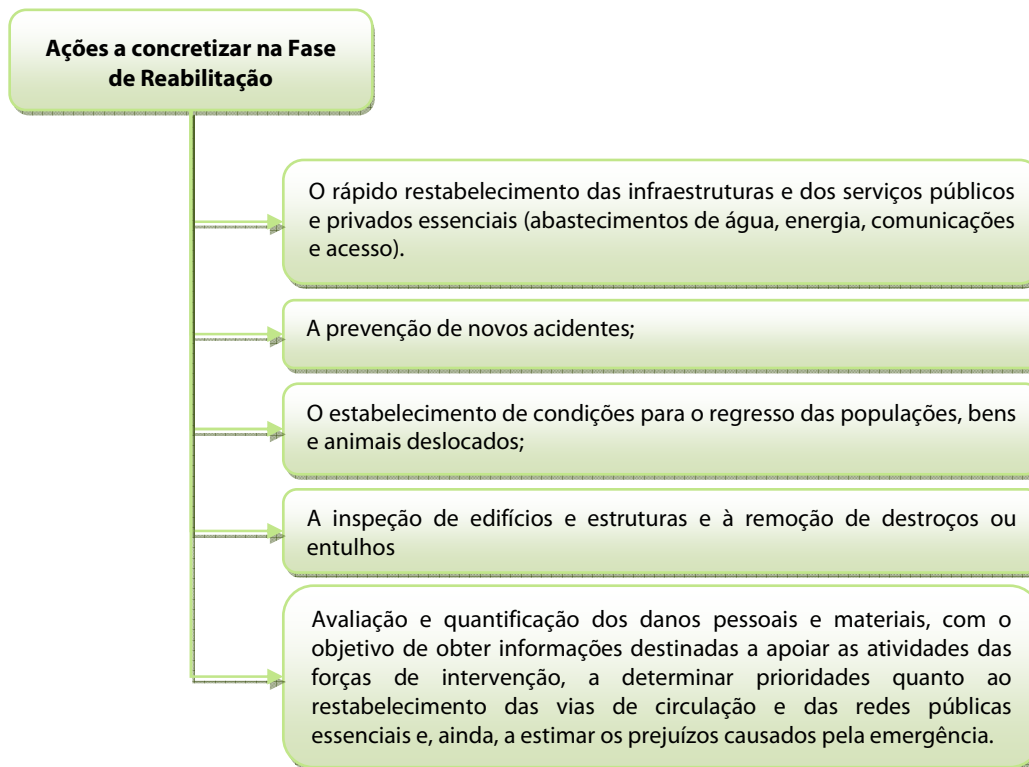 Ações a concretizar na Fase
de Reabilitação
O rápido restabelecimento das infraestruturas e dos serviços públicos
e privados essenciais (abastecimentos de água, energia, comunicações
e acesso).
A prevenção de novos acidentes;
O estabelecimento de condições para o regresso das populações, bens
e animais deslocados;
A inspeção de edifícios e estruturas e à remoção de destroços ou
entulhos
Avaliação e quantificação dos danos pessoais e materiais, com o
objetivo de obter informações destinadas a apoiar as atividades das
forças de intervenção, a determinar prioridades quanto ao
restabelecimento das vias de circulação e das redes públicas
essenciais e, ainda, a estimar os prejuízos causados pela emergência.